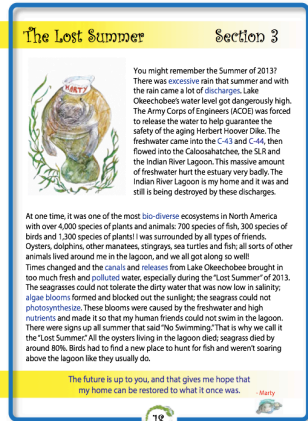 The Lost Summer Section 3
You might remember the Summer of 2013?
There was excessive rain that summer and with
the rain came a lot of discharges. Lake
Okeechobee's water level got dangerously high.
The Army Corps of Engineers (ACOE) was forced
to release the water to help guarantee the
safety of the aging Herbert Hoover Dike. The
freshwater came into the C-43 and C-44, then
flowed into the Caloosahatchee, the SLR and
the Indian River Lagoon. This massive amount
of freshwater hurt the estuary very badly. The
Indian River Lagoon is my home and it was and
still is being destroyed by these discharges.
MARTY
At one time, it was one of the most bio-diverse ecosystems in North America
with over 4,000 species of plants and animals: 700 species of fish, 300 species of
birds and 1,300 species of plants! I was surrounded by all types of friends.
Oysters, dolphins, other manatees, stingrays, sea turtles and fish; all sorts of other
animals lived around me in the lagoon, and we all got along so well!
Times changed and the canals and releases from Lake Okeechobee brought in
too much fresh and polluted water, especially during the "Lost Summer" of 2013.
The seagrasses could not tolerate the dirty water that was now low in salinity;
algae blooms formed and blocked out the sunlight; the seagrass could not
photosynthesize. These blooms were caused by the freshwater and high
nutrients and made it so that my human friends could not swim in the lagoon.
There were signs up all summer that said "No Swimming." That is why we call it
the "Lost Summer." All the oysters living in the lagoon died; seagrass died by
around 80%. Birds had to find a new place to hunt for fish and weren't soaring
above the lagoon like they usually do.
The future is up to you, and that gives me hope that
my home can be restored to what it once was.
- Marty